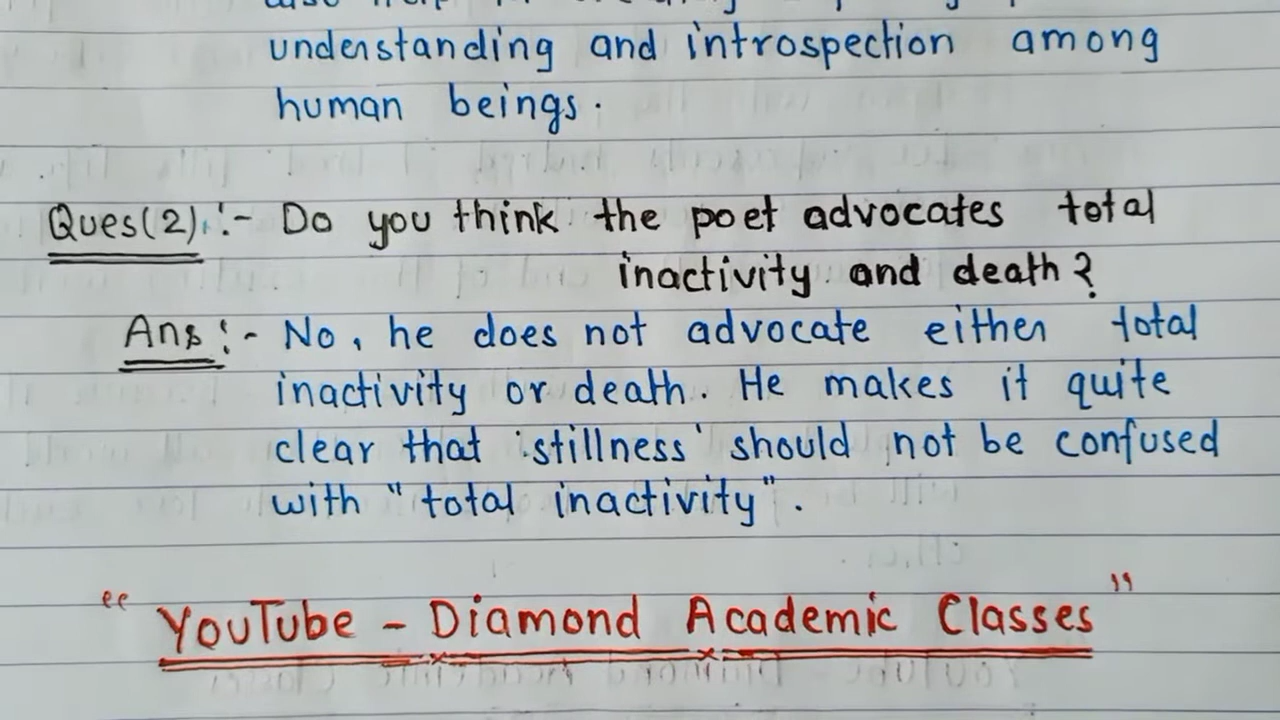 understanding and introspection among
human beings.
Ques(2):- Do you think the poet advocates total
inactivity and death?
Ans:- No, he does not advocate either total
inactivity or death. He makes it quite
clear that 'stillness' should not be confused
with "total inactivity".
"YouTube - Diamond Academic Classes"